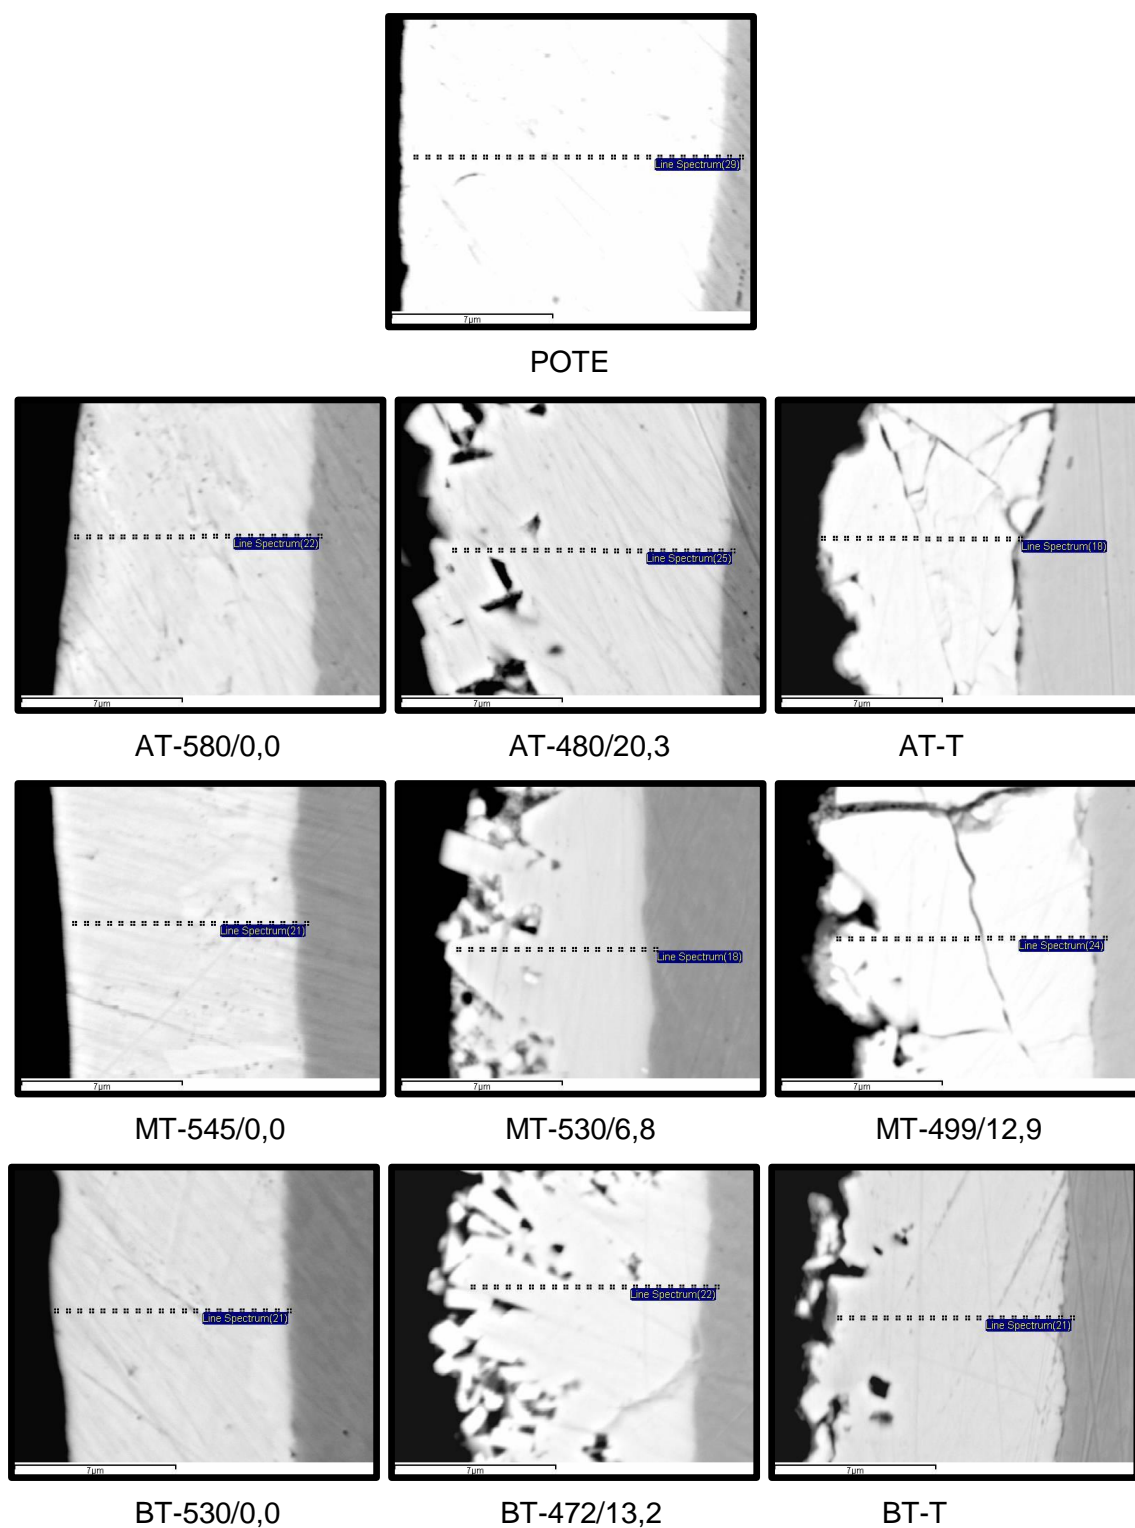 Line Spectrum(29)
7µm
POTE
Line Spectrum(22)
Line Spectrum(25)
Line Spectrum(18)
7µm
7µm
7µm
AT-580/0,0
AT-480/20,3
AT-T
Line Spectrum(21)
Line Spectrum(18)
Line Spectrum(24)
7µm
7µm
7µm
MT-545/0,0
MT-530/6,8
MT-499/12,9
Line Spectrum(21)
Line Spectrum(22)
Line Spectrum(21)
7µm
7µm
7µm
BT-530/0,0
BT-472/13,2
BT-T